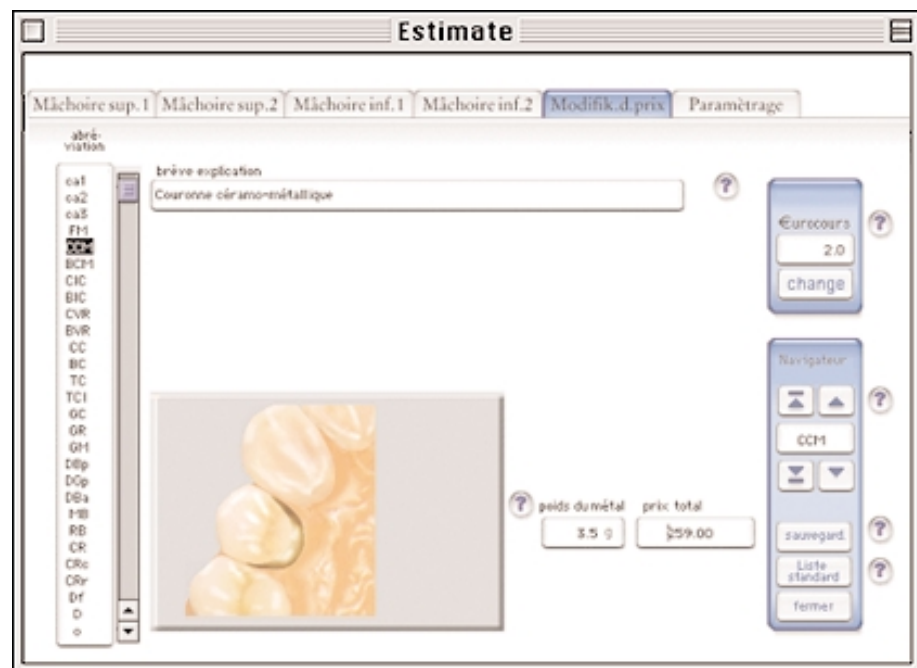 Estimate
Mâchoire sup.1 Mâchoire sup.2 Mâchoire inf.1 Mâchoire inf.2 Modifik.d.prix Paramètrage
abré-
viation
brève explication
Couronne céramo-métallique
?
ca1
ca2
ca3
FM
CCM
BCM
CIC
BIC
CVR
BVR
CC
BC
TC
TCI
GC
GR
GM
DBp
DCp
DBa
MB
RB
CR
CRc
CRr
Df
D
o
€urocours
?
2.0
change
Navigateur
?
CCM
sauvegard.
?
Liste
standard
?
fermer
?
poids du métal prix total
3.5 g 259.00